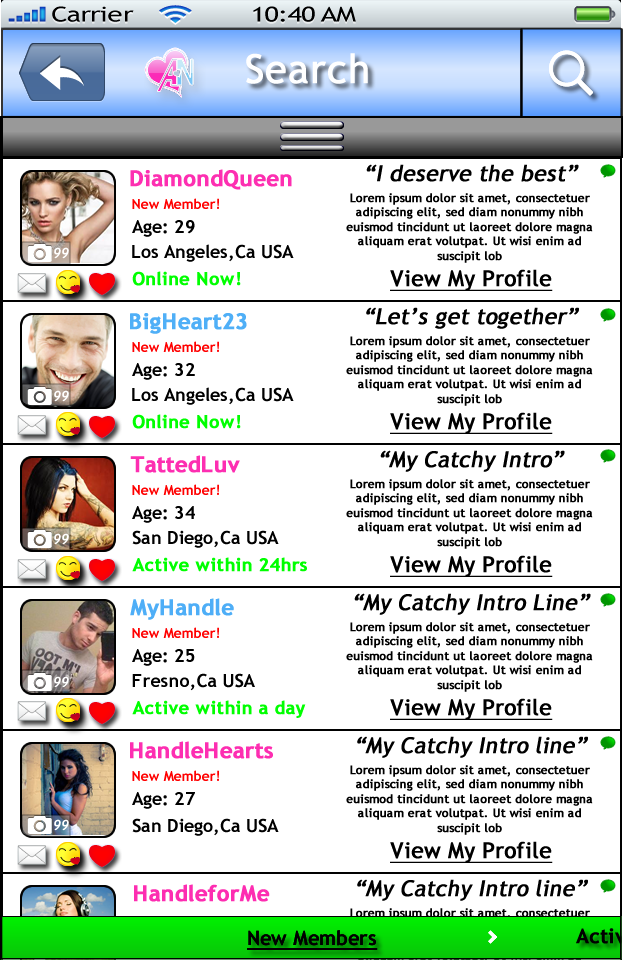 Carrier 10:40 AM
AN
Search
DiamondQueen
New Member!
Age: 29
Los Angeles,Ca USA
99
Online Now!
“I deserve the best”
Lorem ipsum dolor sit amet, consectetuer
adipiscing elit, sed diam nonummy nibh
euismod tincidunt ut laoreet dolore magna
aliquam erat volutpat. Ut wisi enim ad
suscipit lob
View My Profile
BigHeart23
New Member!
Age: 32
Los Angeles,Ca USA
99
Online Now!
“Let’s get together”
Lorem ipsum dolor sit amet, consectetuer
adipiscing elit, sed diam nonummy nibh
euismod tincidunt ut laoreet dolore magna
aliquam erat volutpat. Ut wisi enim ad
suscipit lob
View My Profile
TattedLuv
New Member!
Age: 34
San Diego,Ca USA
99
Active within 24hrs
“My Catchy Intro”
Lorem ipsum dolor sit amet, consectetuer
adipiscing elit, sed diam nonummy nibh
euismod tincidunt ut laoreet dolore magna
aliquam erat volutpat. Ut wisi enim ad
suscipit lob
View My Profile
MyHandle
New Member!
Age: 25
Fresno,Ca USA
99
Active within a day
“My Catchy Intro Line”
Lorem ipsum dolor sit amet, consectetuer
adipiscing elit, sed diam nonummy nibh
euismod tincidunt ut laoreet dolore magna
aliquam erat volutpat. Ut wisi enim ad
suscipit lob
View My Profile
HandleHearts
New Member!
Age: 27
San Diego,Ca USA
99
“My Catchy Intro line”
Lorem ipsum dolor sit amet, consectetuer
adipiscing elit, sed diam nonummy nibh
euismod tincidunt ut laoreet dolore magna
aliquam erat volutpat. Ut wisi enim ad
suscipit lob
View My Profile
HandleforMe
“My Catchy Intro line”
Lorem ipsum dolor sit amet, consectetuer
New Members